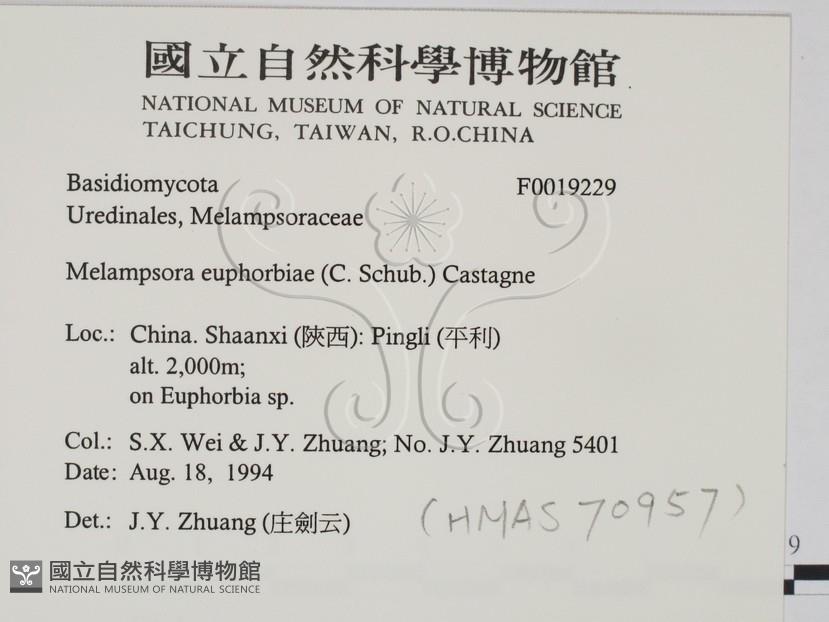 國立自然科學博物館
NATIONAL MUSEUM OF NATURAL SCIENCE
TAICHUNG, TAIWAN, R.O.CHINA
Basidiomycota F0019229
Uredinales, Melampsoraceae
Melampsora euphorbiae (C. Schub.) Castagne
Loc.: China. Shaanxi (陝西): Pingli (平利)
alt. 2,000m;
on Euphorbia sp.
Col.: S.X. Wei & J.Y. Zhuang; No. J.Y. Zhuang 5401
Date: Aug. 18, 1994
Det.: J.Y. Zhuang (庄劍云)
(HMAS 70957)
9
國立自然科學博物館
NATIONAL MUSEUM OF NATURAL SCIENCE